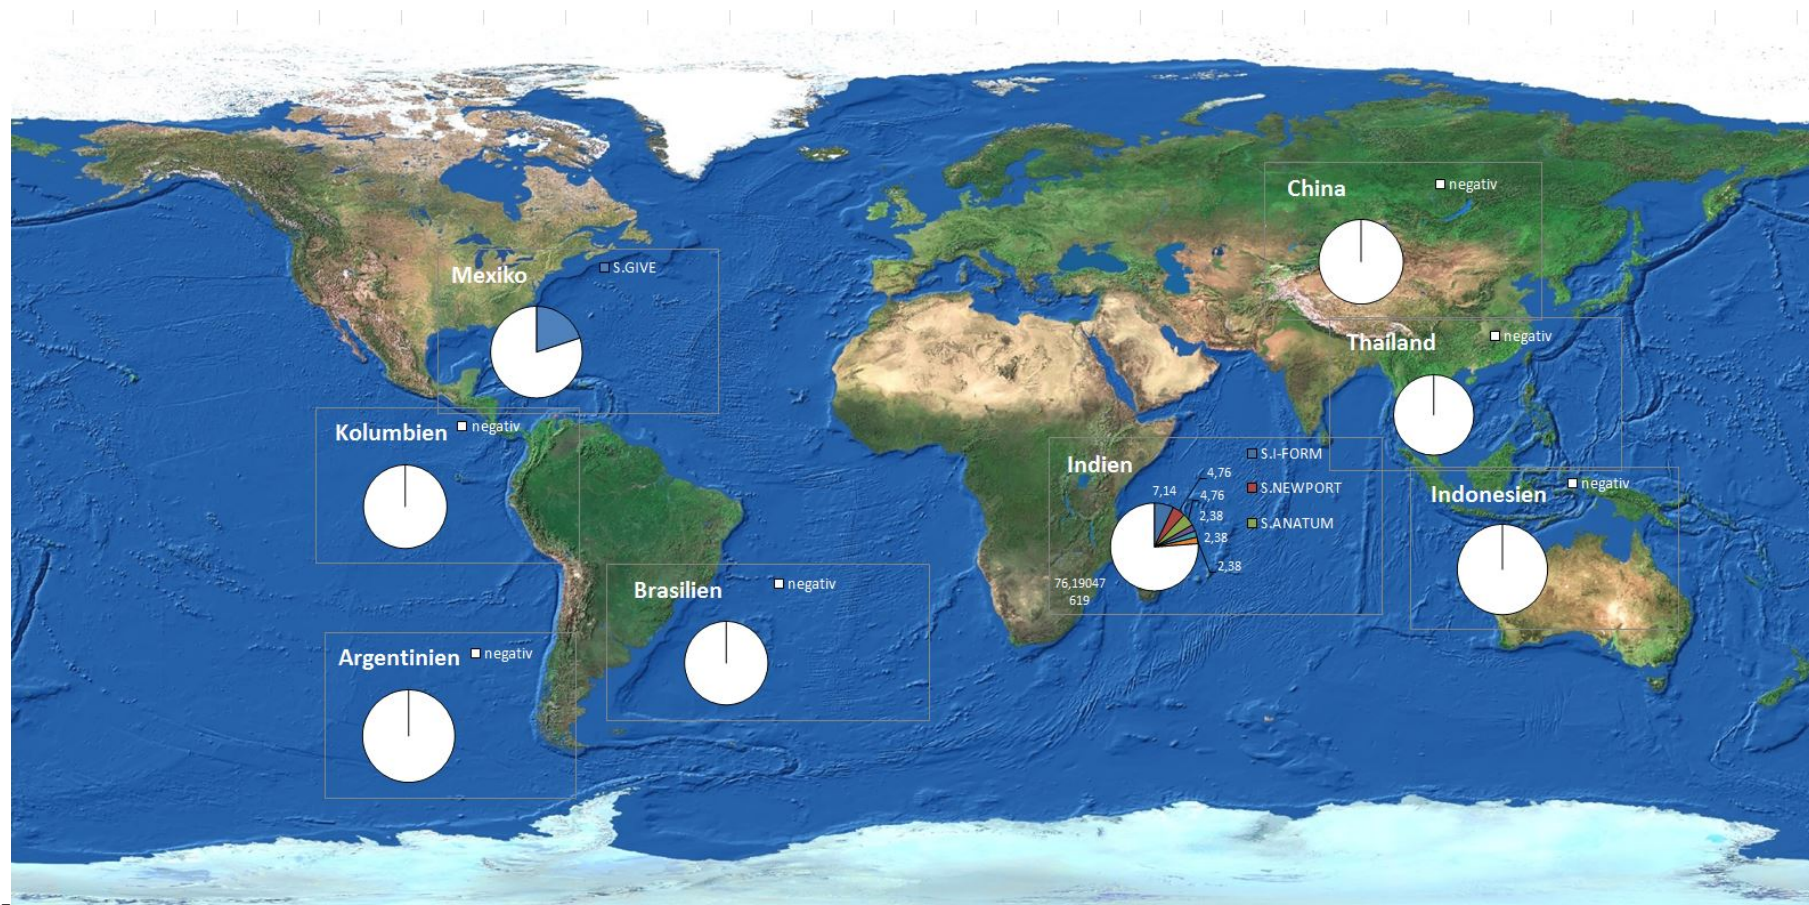 China
negativ
Mexiko
S.GIVE
Thailand
negativ
Kolumbien
negativ
Indien
S.I-FORM
4,76
7,14
4,76
S.NEWPORT
2,38
S.ANATUM
2,38
2,38
76,19047
619
Indonesien
negativ
Brasilien
negativ
Argentinien
negativ